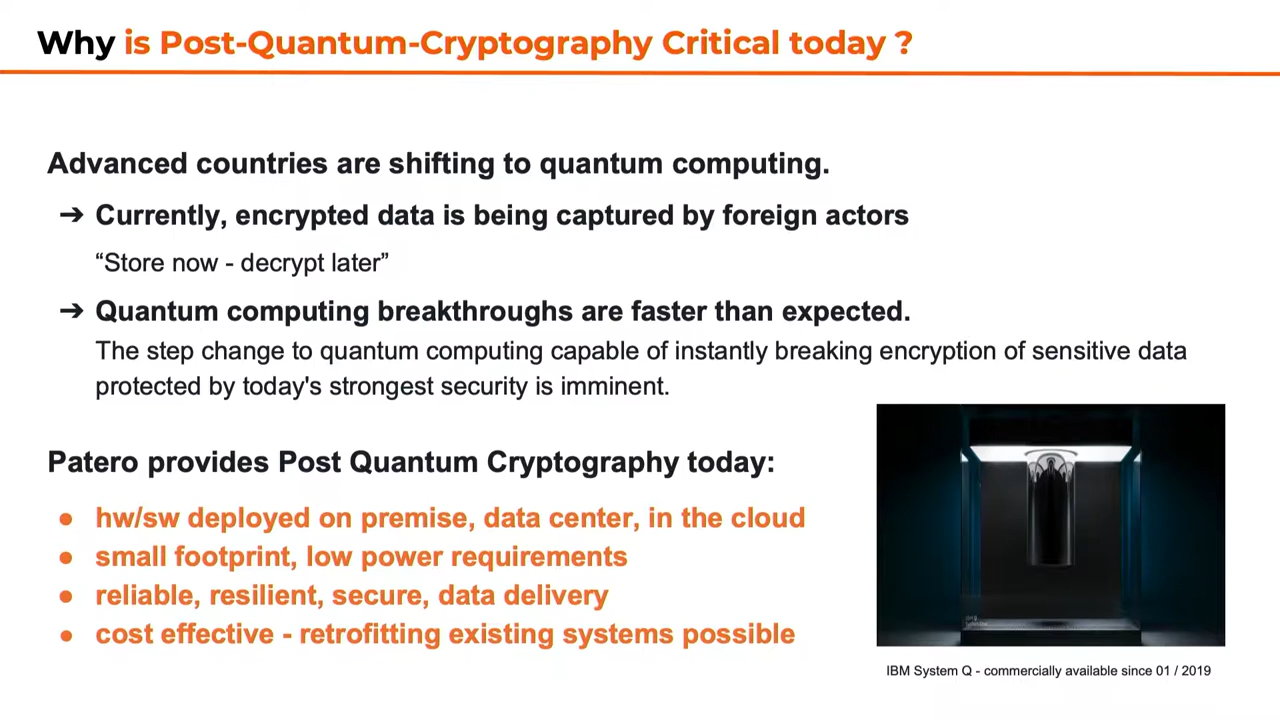 Why is Post-Quantum-Cryptography Critical today ?
Advanced countries are shifting to quantum computing.
➔ Currently, encrypted data is being captured by foreign actors
“Store now - decrypt later”
➔ Quantum computing breakthroughs are faster than expected.
The step change to quantum computing capable of instantly breaking encryption of sensitive data
protected by today's strongest security is imminent.
Patero provides Post Quantum Cryptography today:
● hw/sw deployed on premise, data center, in the cloud
● small footprint, low power requirements
● reliable, resilient, secure, data delivery
● cost effective - retrofitting existing systems possible
IBM System Q - commercially available since 01 / 2019